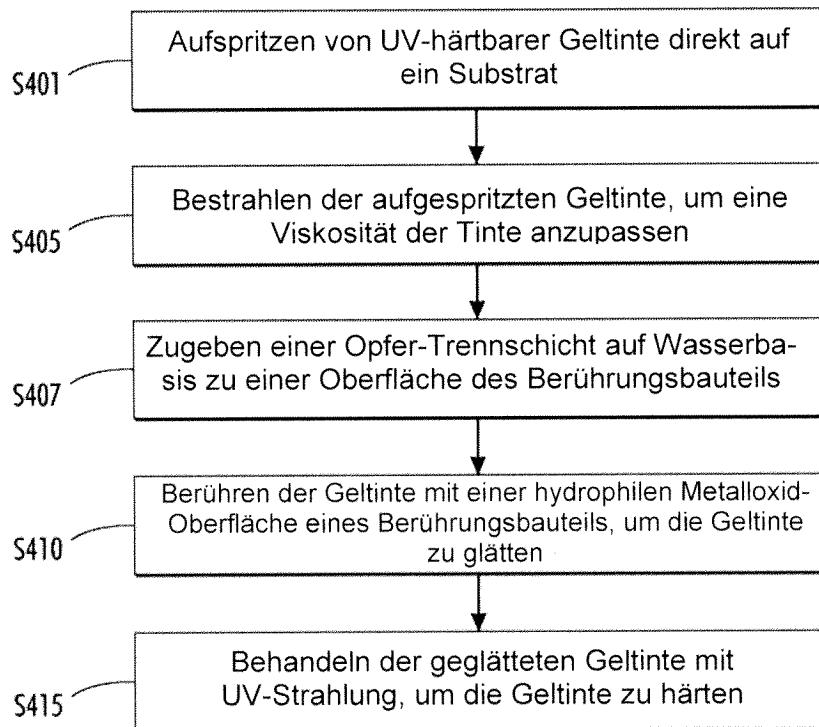 S401
Aufspritzen von UV-härtbarer Geltinte direkt auf
ein Substrat
S405
Bestrahlen der aufgespritzten Geltinte, um eine
Viskosität der Tinte anzupassen
S407
Zugeben einer Opfer-Trennschicht auf Wasserba-
sis zu einer Oberfläche des Berührungsbauteils
S410
Berühren der Geltinte mit einer hydrophilen Metalloxid-
Oberfläche eines Berührungsbauteils, um die Geltinte
zu glätten
S415
Behandeln der geglätteten Geltinte mit
UV-Strahlung, um die Geltinte zu härten